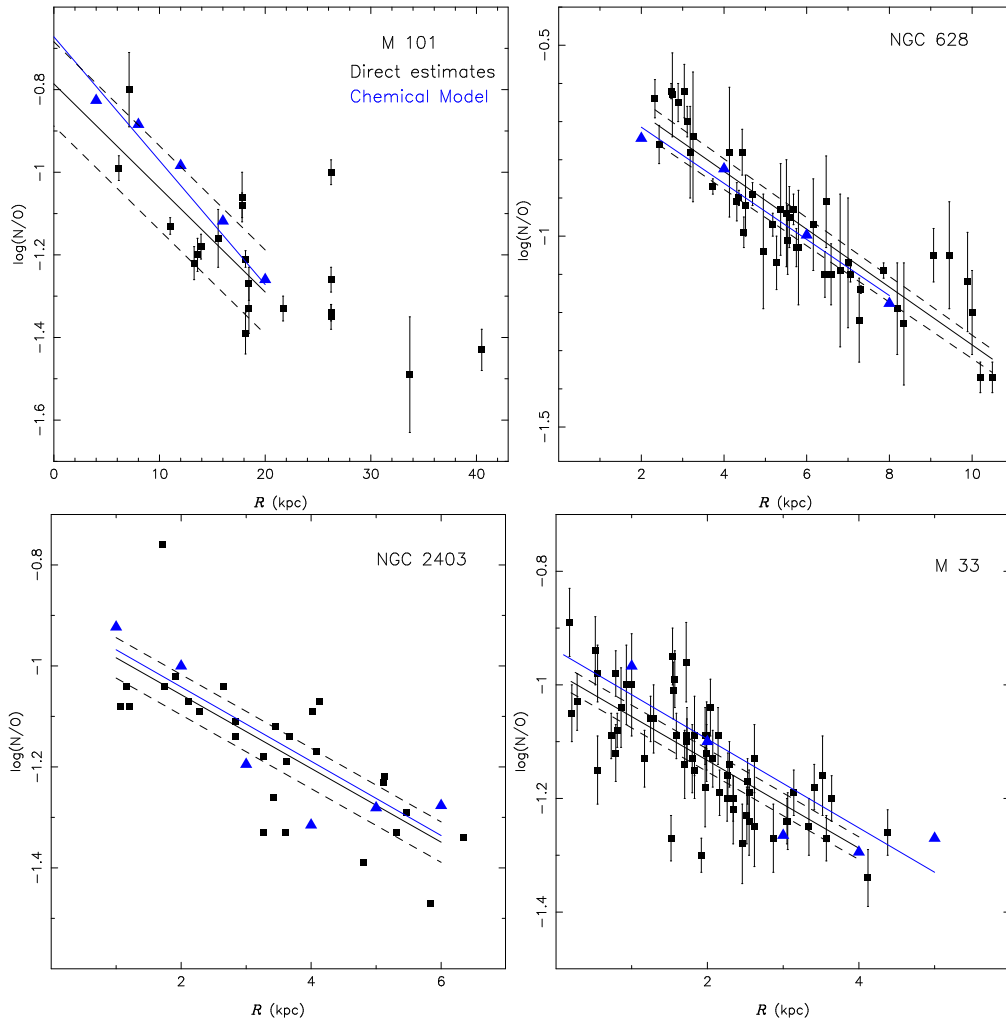 M 101
Direct estimates
Chemical Model
log(N/O)
−0.8
−1
−1.2
−1.4
−1.6
0
10
20
30
40
R (kpc)
NGC 628
log(N/O)
−0.5
−1
−1.5
2
4
6
8
10
R (kpc)
NGC 2403
log(N/O)
−0.8
−1
−1.2
−1.4
2
4
6
R (kpc)
M 33
log(N/O)
−0.8
−1
−1.2
−1.4
2
4
R (kpc)